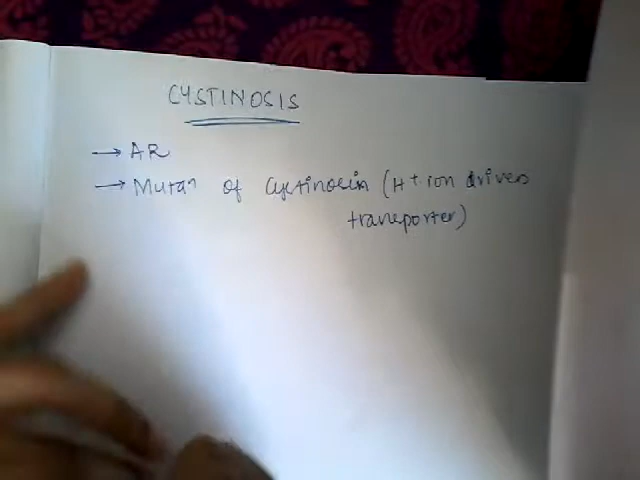 CYSTINOSIS
→ AR
→ Mutaⁿ of Cystinosin (H+ ion driven
transporter)